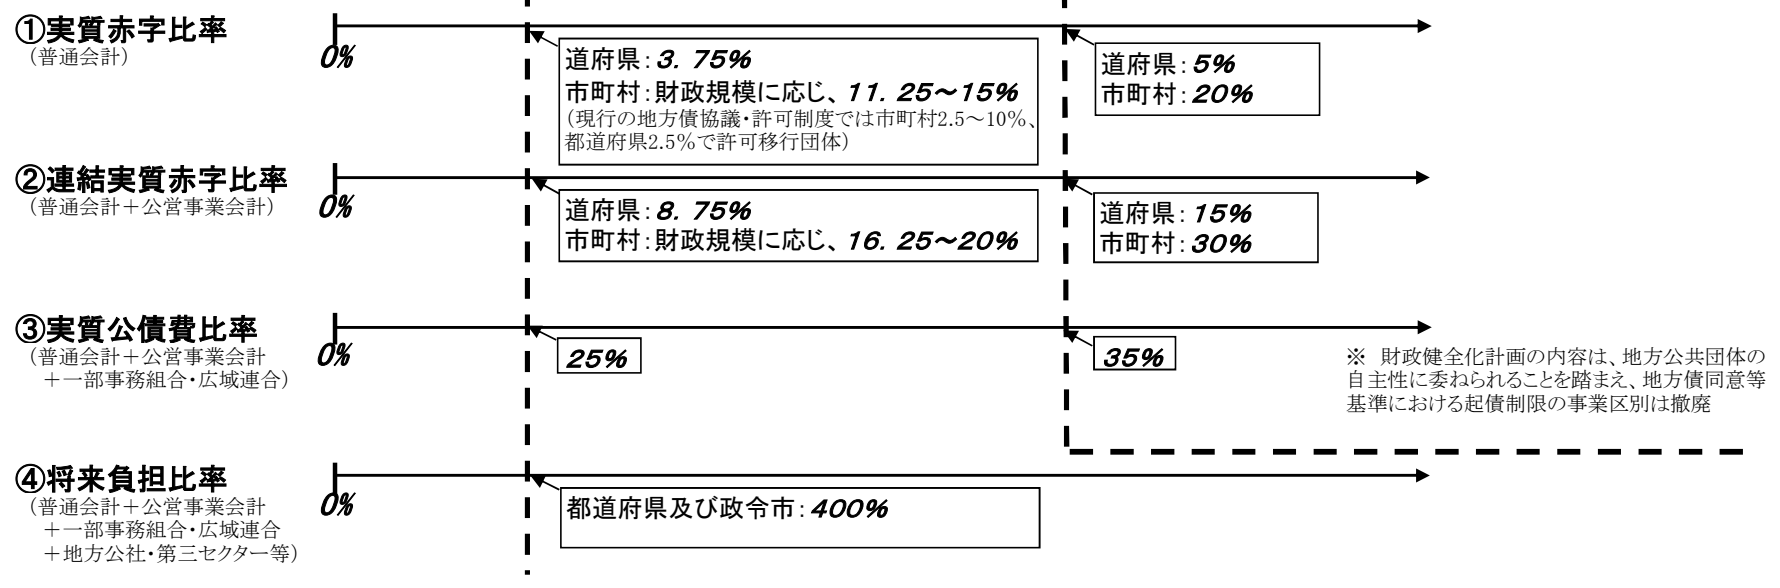 ①実質赤字比率
(普通会計)
0%
道府県:3.75%
市町村:財政規模に応じ、11.25~15%
(現行の地方債協議・許可制度では市町村2.5~10%、
都道府県2.5%で許可移行団体)
道府県:5%
市町村:20%
②連結実質赤字比率
(普通会計+公営事業会計)
0%
道府県:8.75%
市町村:財政規模に応じ、16.25~20%
道府県:15%
市町村:30%
③実質公債費比率
(普通会計+公営事業会計
+一部事務組合・広域連合)
0%
25%
35%
※ 財政健全化計画の内容は、地方公共団体の
自主性に委ねられることを踏まえ、地方債同意等
基準における起債制限の事業区別は撤廃
④将来負担比率
(普通会計+公営事業会計
+一部事務組合・広域連合
+地方公社・第三セクター等)
0%
都道府県及び政令市:400%